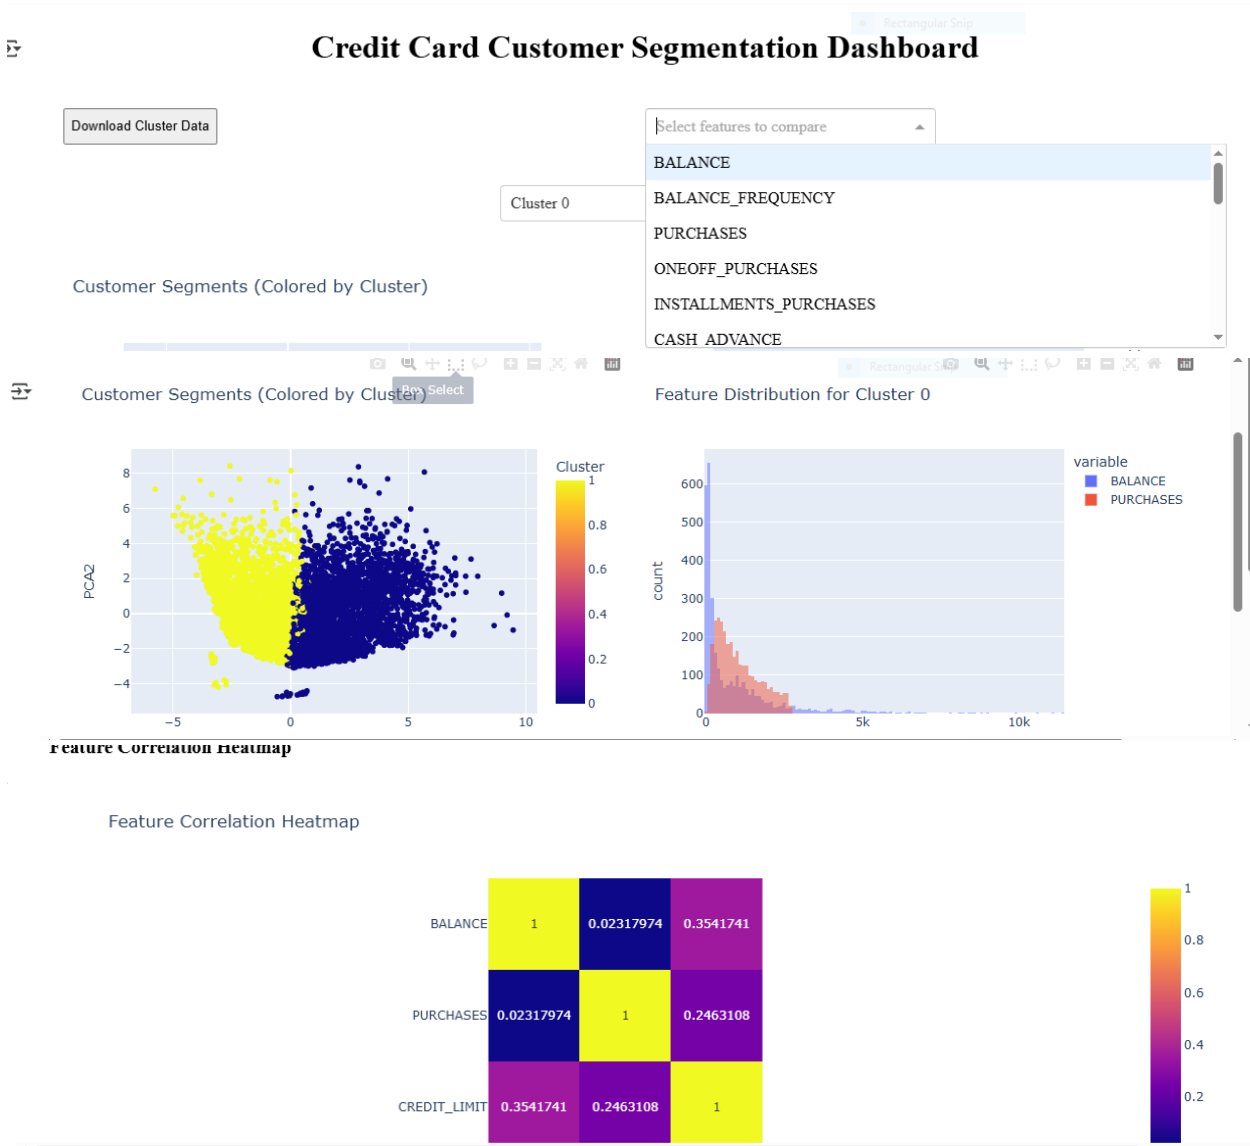 Rectangular Snip
Credit Card Customer Segmentation Dashboard
Download Cluster Data
Select features to compare
BALANCE
BALANCE_FREQUENCY
Cluster 0
PURCHASES
ONEOFF_PURCHASES
INSTALLMENTS_PURCHASES
CASH_ADVANCE
Customer Segments (Colored by Cluster)
Customer Segments (Colored by Cluster)
Box Select
Rectangular Snip
Feature Distribution for Cluster 0
Cluster
1
0.8
0.6
0.4
0.2
0
PCA2
8
6
4
2
0
−2
−4
−5
0
5
10
variable
BALANCE
PURCHASES
count
600
500
400
300
200
100
0
0
5k
10k
Feature Correlation Heatmap
Feature Correlation Heatmap
BALANCE 1 0.02317974 0.3541741
PURCHASES 0.02317974 1 0.2463108
CREDIT_LIMIT 0.3541741 0.2463108 1
1
0.8
0.6
0.4
0.2